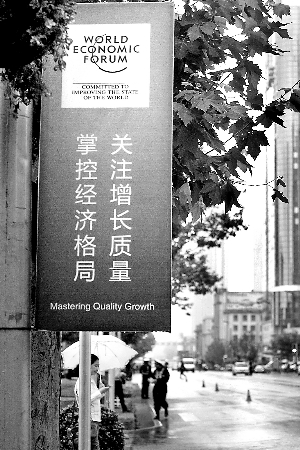 WORLD
ECONOMIC
FORUM
COMMITTED TO
IMPROVING THE STATE
OF THE WORLD
关注增长质量
掌控经济格局
Mastering Quality Growth